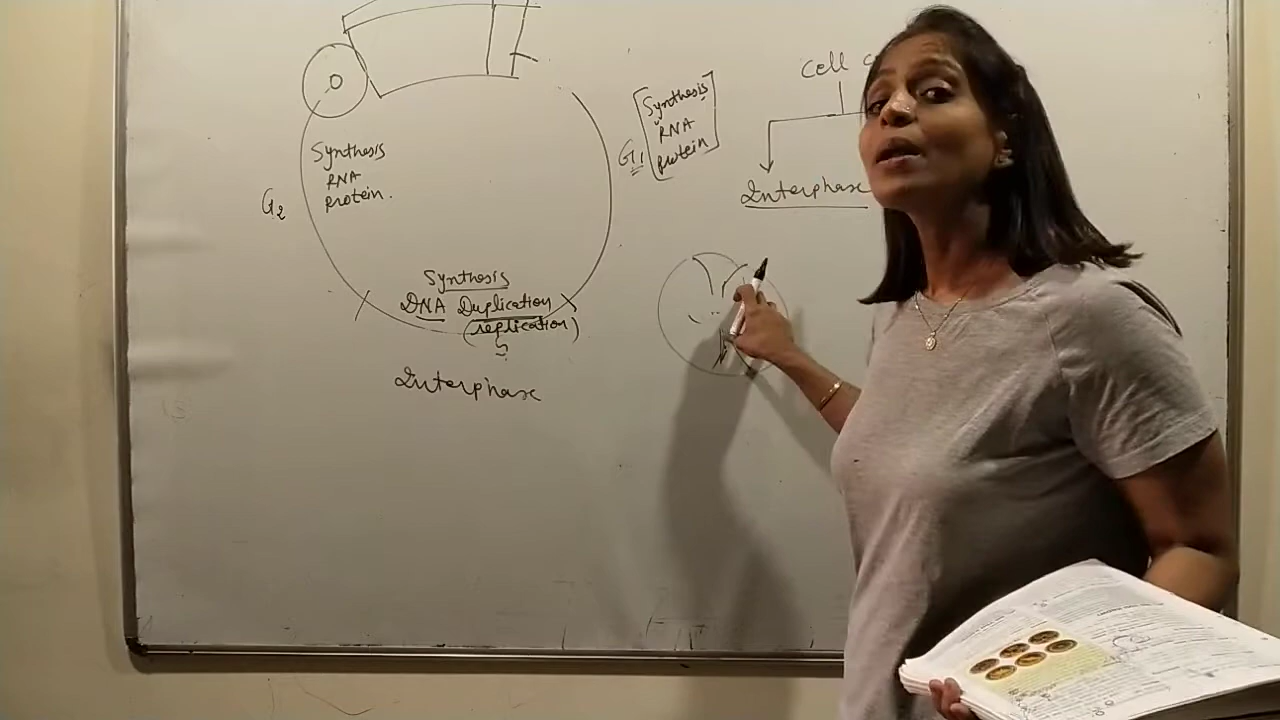 Synthesis
RNA
protein.
G2
Synthesis
DNA Duplication
(replication)
Interphase
G1
Synthesis
RNA
protein
cell c
Interphase